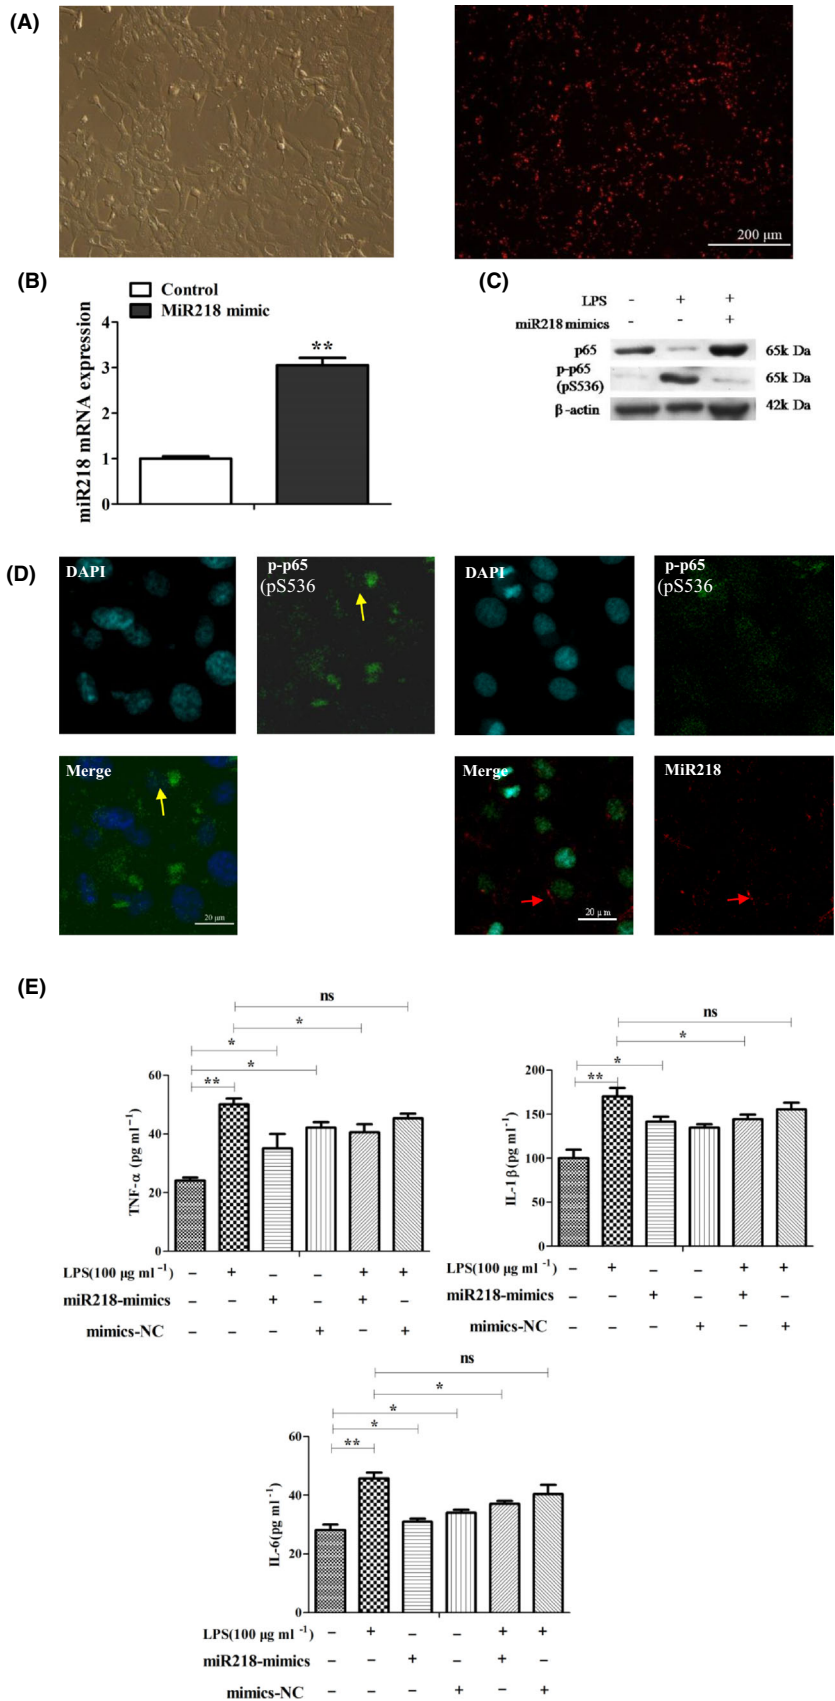 (A)
200 µm
(B)
Control
MiR218 mimic
miR218 mRNA expression
4
3
2
1
0
**
(C)
LPS - + +
miR218 mimics - - +
p65 65k Da
p-p65
(pS536) 65k Da
β-actin 42k Da
(D)
DAPI
p-p65
(pS536
DAPI
p-p65
(pS536
Merge
20 µm
Merge
20 µm
MiR218
(E)
ns
*
*
*
**
TNF-α (pg ml⁻¹)
60
40
20
0
LPS(100 µg ml⁻¹) – + – – + +
miR218-mimics – – + – + –
mimics-NC – – – + – +
ns
*
*
**
IL-1 β(pg ml⁻¹)
200
150
100
50
0
LPS(100 µg ml⁻¹) – + – – + +
miR218-mimics – – + – + –
mimics-NC – – – + – +
ns
*
*
*
**
IL-6(pg ml⁻¹)
60
40
20
0
LPS(100 µg ml⁻¹) – + – – + +
miR218-mimics – – + – + –
mimics-NC – – – + – +